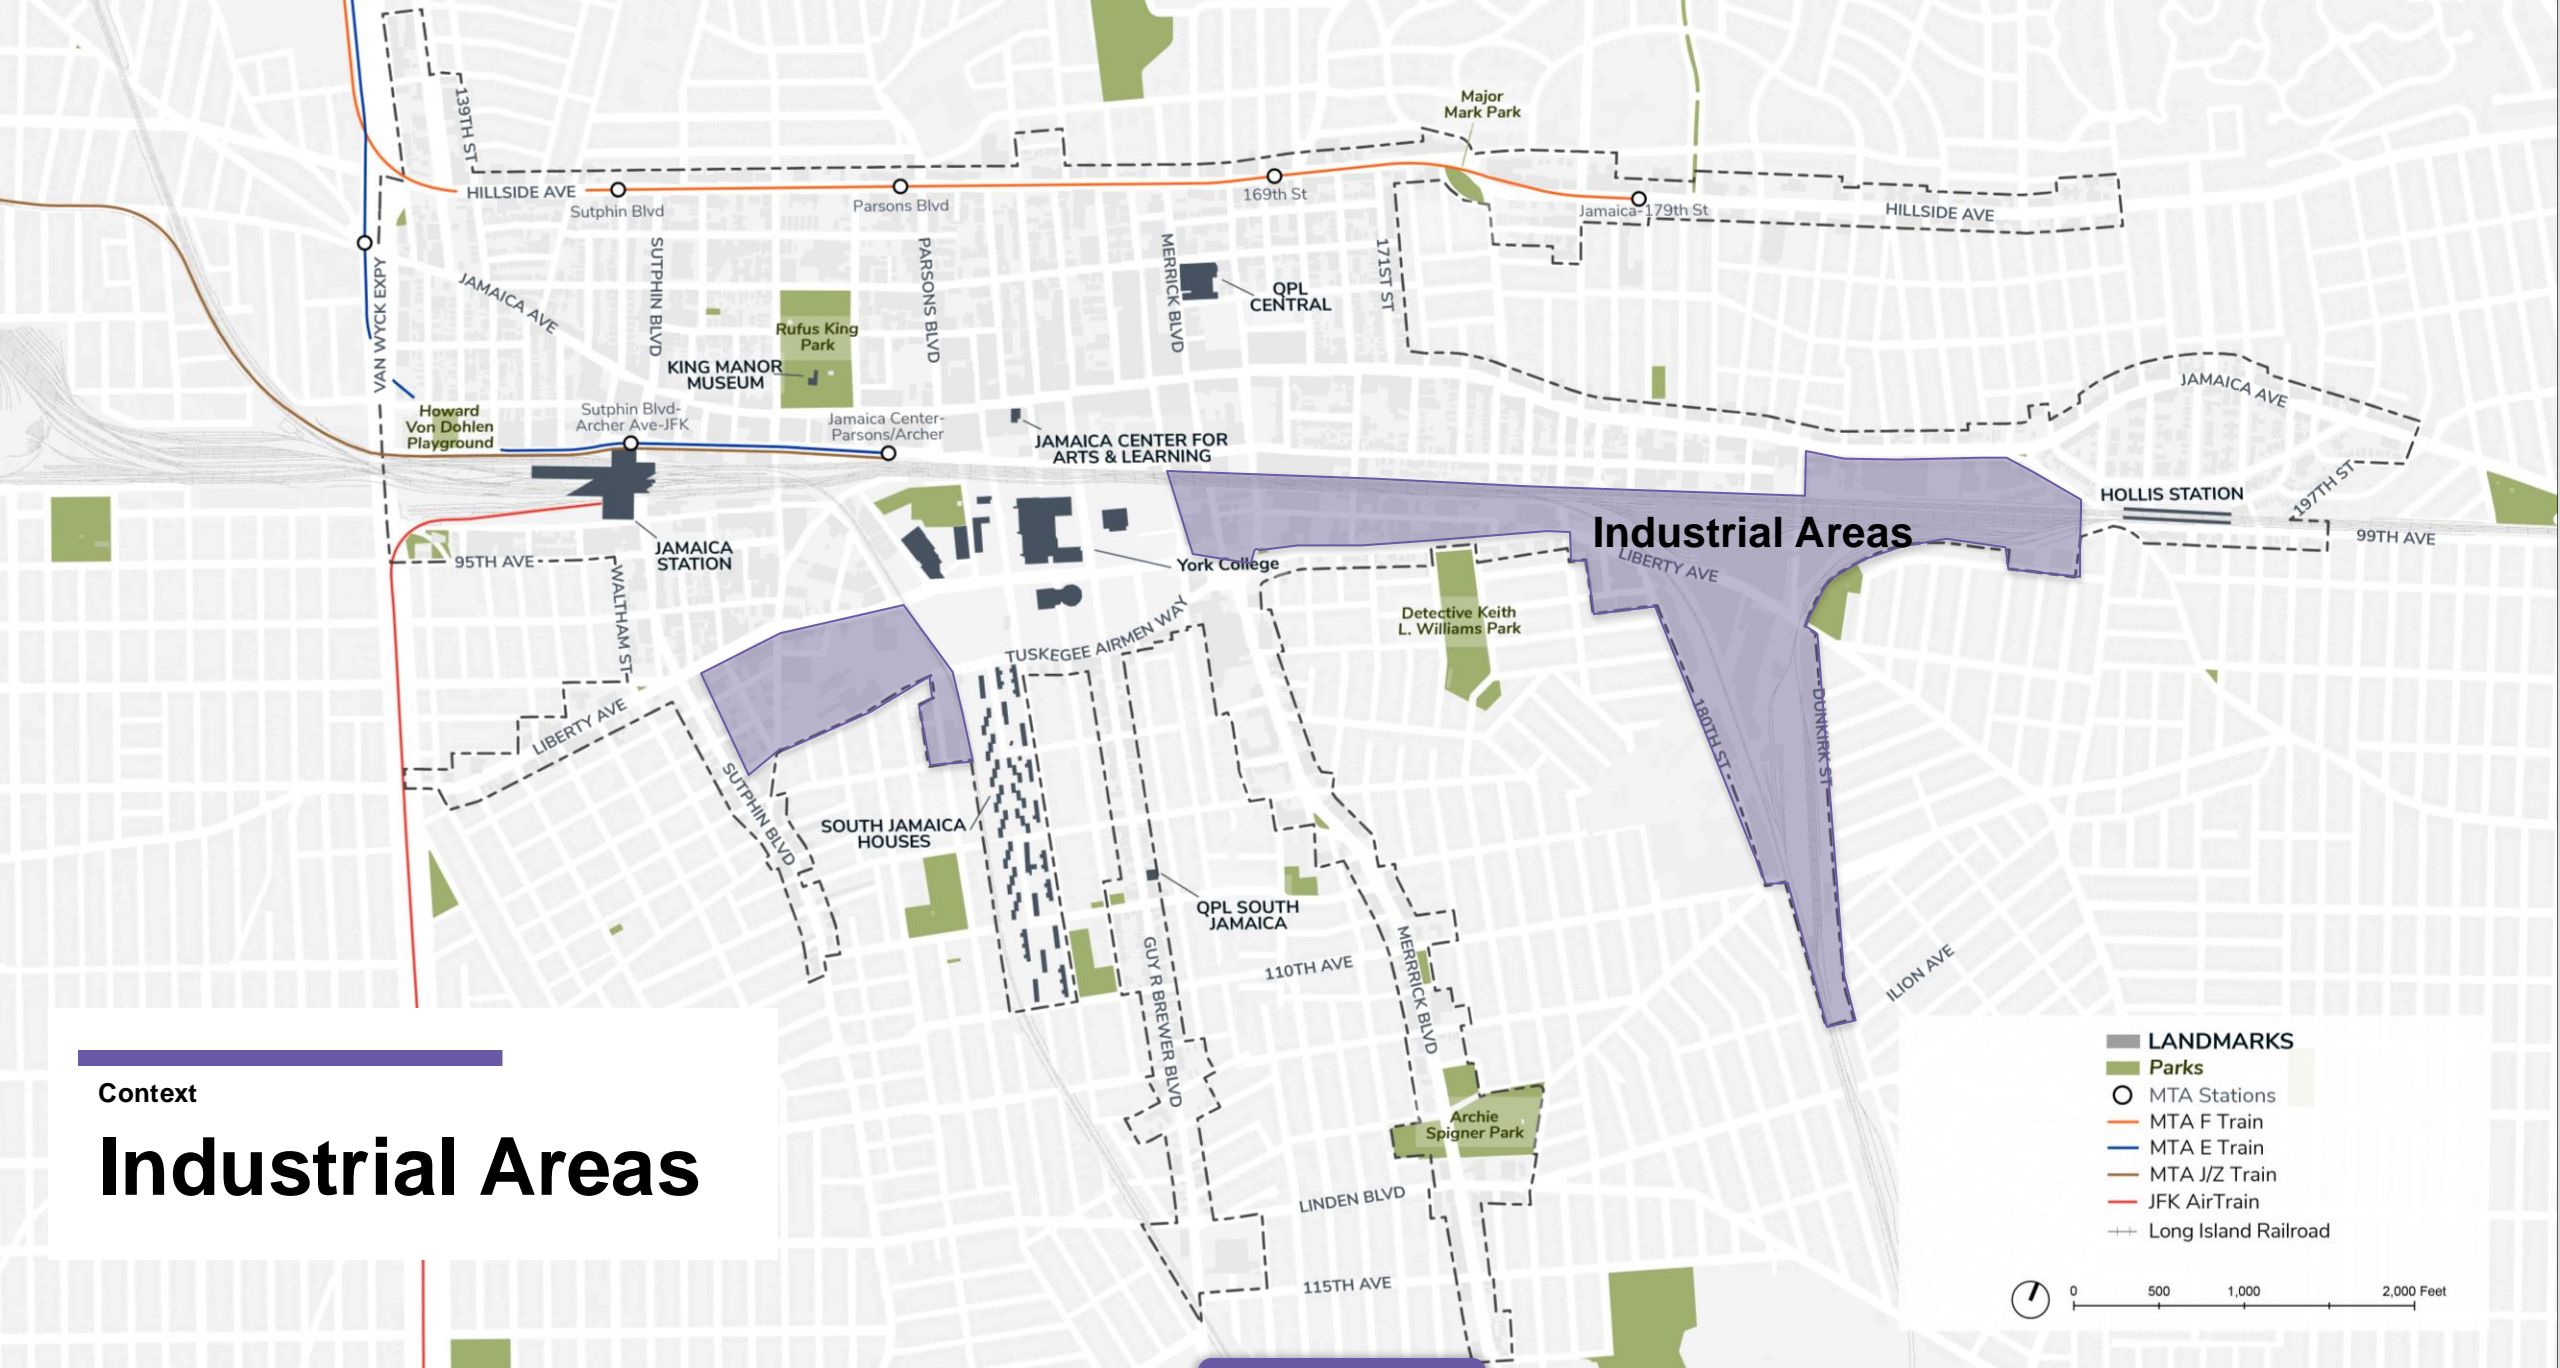 Major
Mark Park
139TH ST
HILLSIDE AVE
Sutphin Blvd
Parsons Blvd
169th St
Jamaica-179th St
HILLSIDE AVE
VAN WYCK EXPY
JAMAICA AVE
SUTPHIN BLVD
PARSONS BLVD
MERRICK BLVD
171ST ST
QPL
CENTRAL
Rufus King
Park
KING MANOR
MUSEUM
JAMAICA AVE
Howard
Von Dohlen
Playground
Sutphin Blvd-
Archer Ave-JFK
Jamaica Center-
Parsons/Archer
JAMAICA CENTER FOR
ARTS & LEARNING
HOLLIS STATION
197TH ST
99TH AVE
Industrial Areas
LIBERTY AVE
JAMAICA
STATION
95TH AVE
WALTHAM ST
York College
TUSKEGEE AIRMEN WAY
Detective Keith
L. Williams Park
180TH ST
DUNKIRK ST
LIBERTY AVE
SUTPHIN BLVD
SOUTH JAMAICA
HOUSES
QPL SOUTH
JAMAICA
GUY R BREWER BLVD
110TH AVE
MERRRICK BLVD
ILION AVE
Archie
Spigner Park
LINDEN BLVD
115TH AVE
Context
Industrial Areas
LANDMARKS
Parks
MTA Stations
MTA F Train
MTA E Train
MTA J/Z Train
JFK AirTrain
Long Island Railroad
0 500 1,000 2,000 Feet